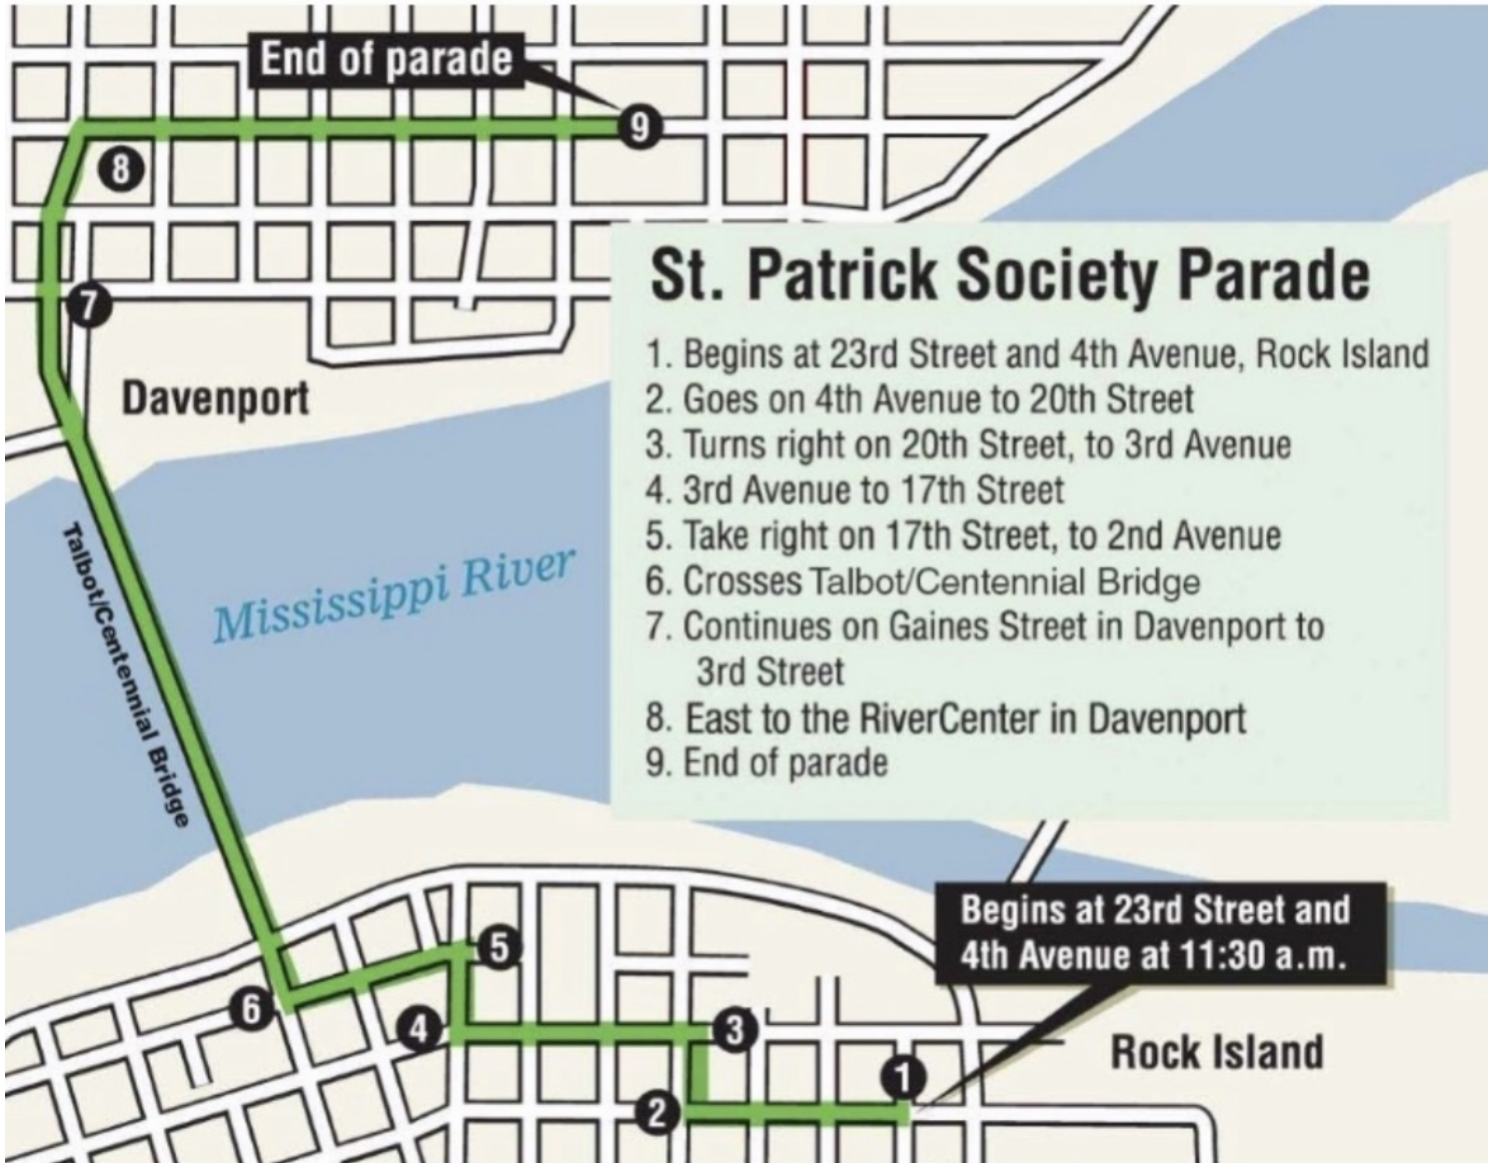 End of parade
9
8
7
St. Patrick Society Parade
1. Begins at 23rd Street and 4th Avenue, Rock Island
2. Goes on 4th Avenue to 20th Street
3. Turns right on 20th Street, to 3rd Avenue
4. 3rd Avenue to 17th Street
5. Take right on 17th Street, to 2nd Avenue
6. Crosses Talbot/Centennial Bridge
7. Continues on Gaines Street in Davenport to
3rd Street
8. East to the RiverCenter in Davenport
9. End of parade
Davenport
Mississippi River
Talbot/Centennial Bridge
Begins at 23rd Street and
4th Avenue at 11:30 a.m.
5
6
4
3
Rock Island
1
2